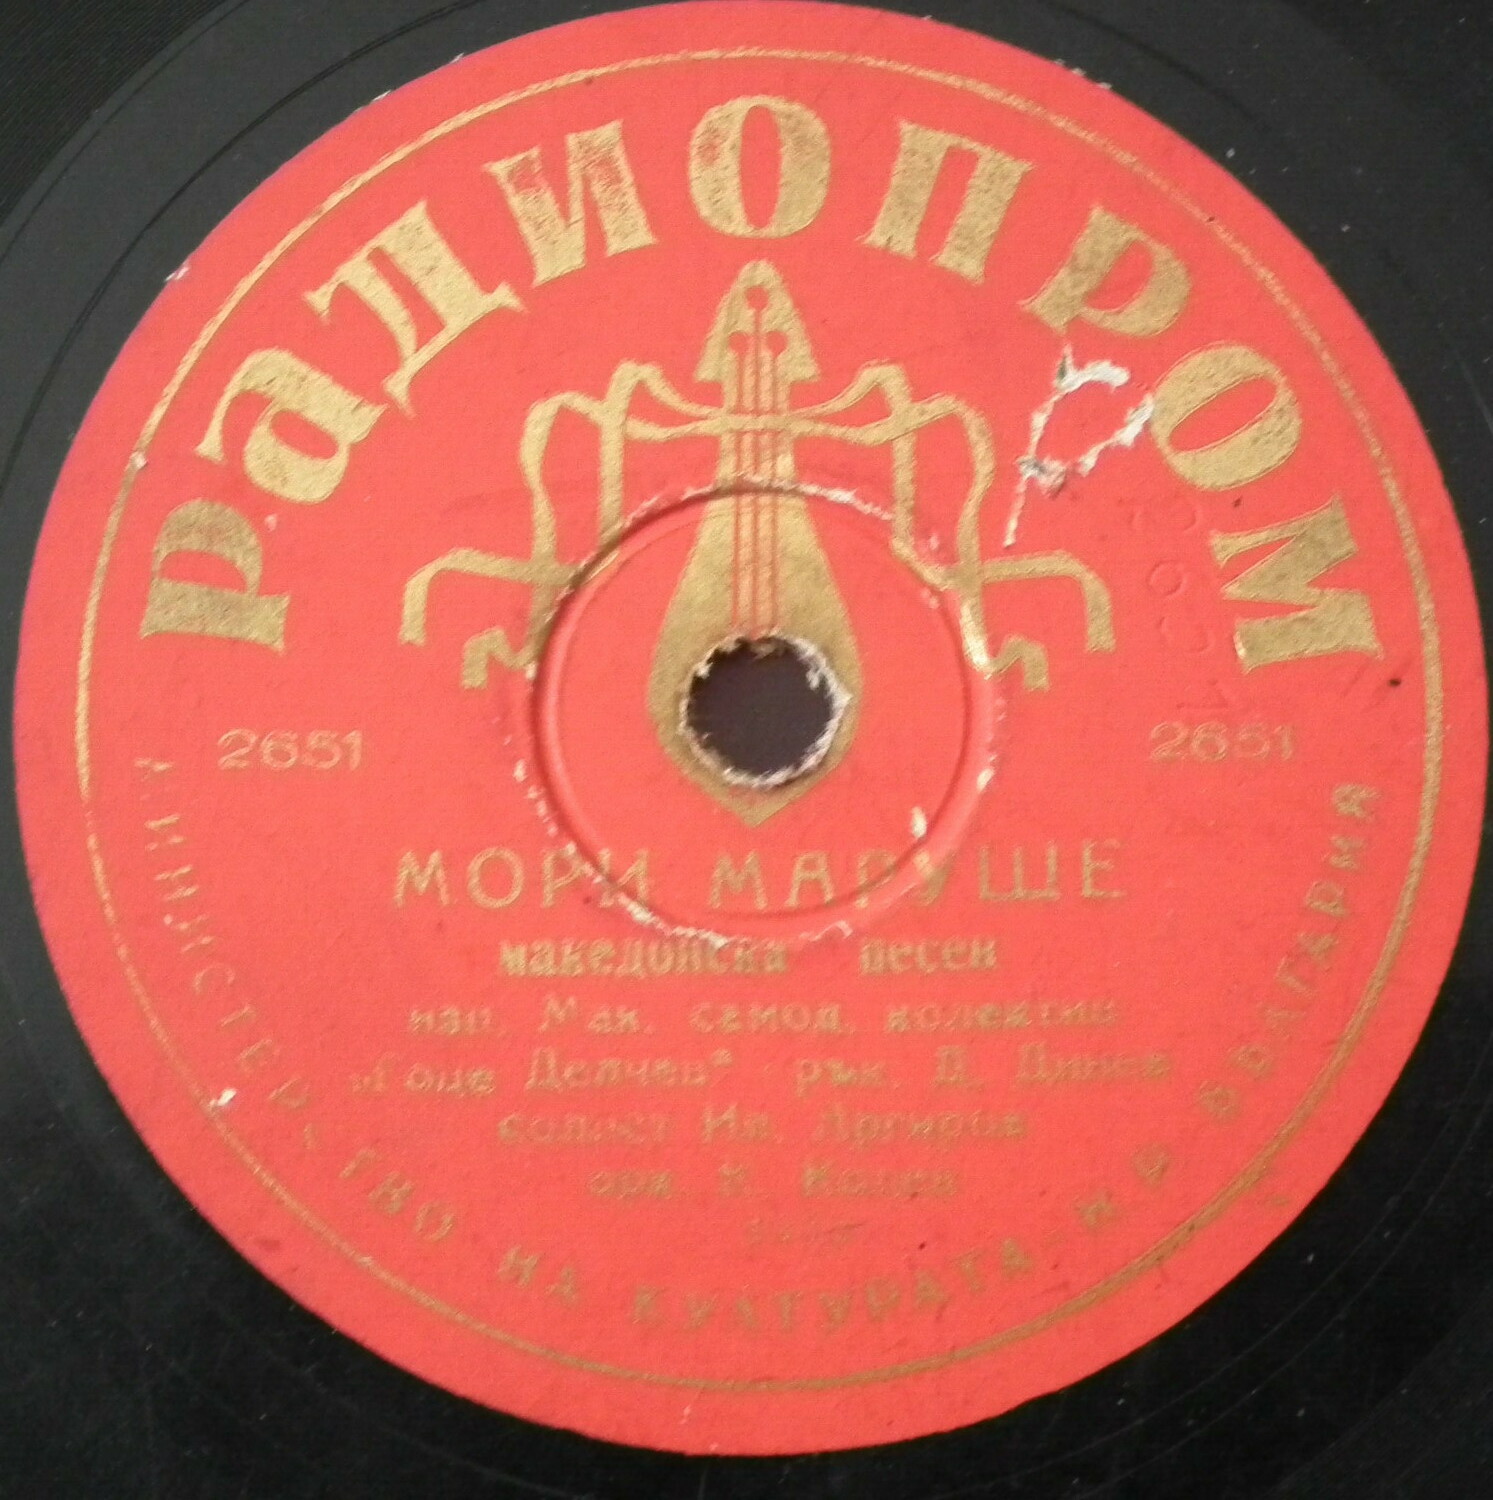 Радиопром
2651 2651
МОРИ МАРУШЕ
македонска песен
изп. Мак. самод. колектив
„Гоце Делчев“ рък. Д. Динев
солист Ив. Аргиров
орк. Колев
МИНИСТЕРСТВО НА КУЛТУРАТА - Н Р БЪЛГАРИЯ
2651